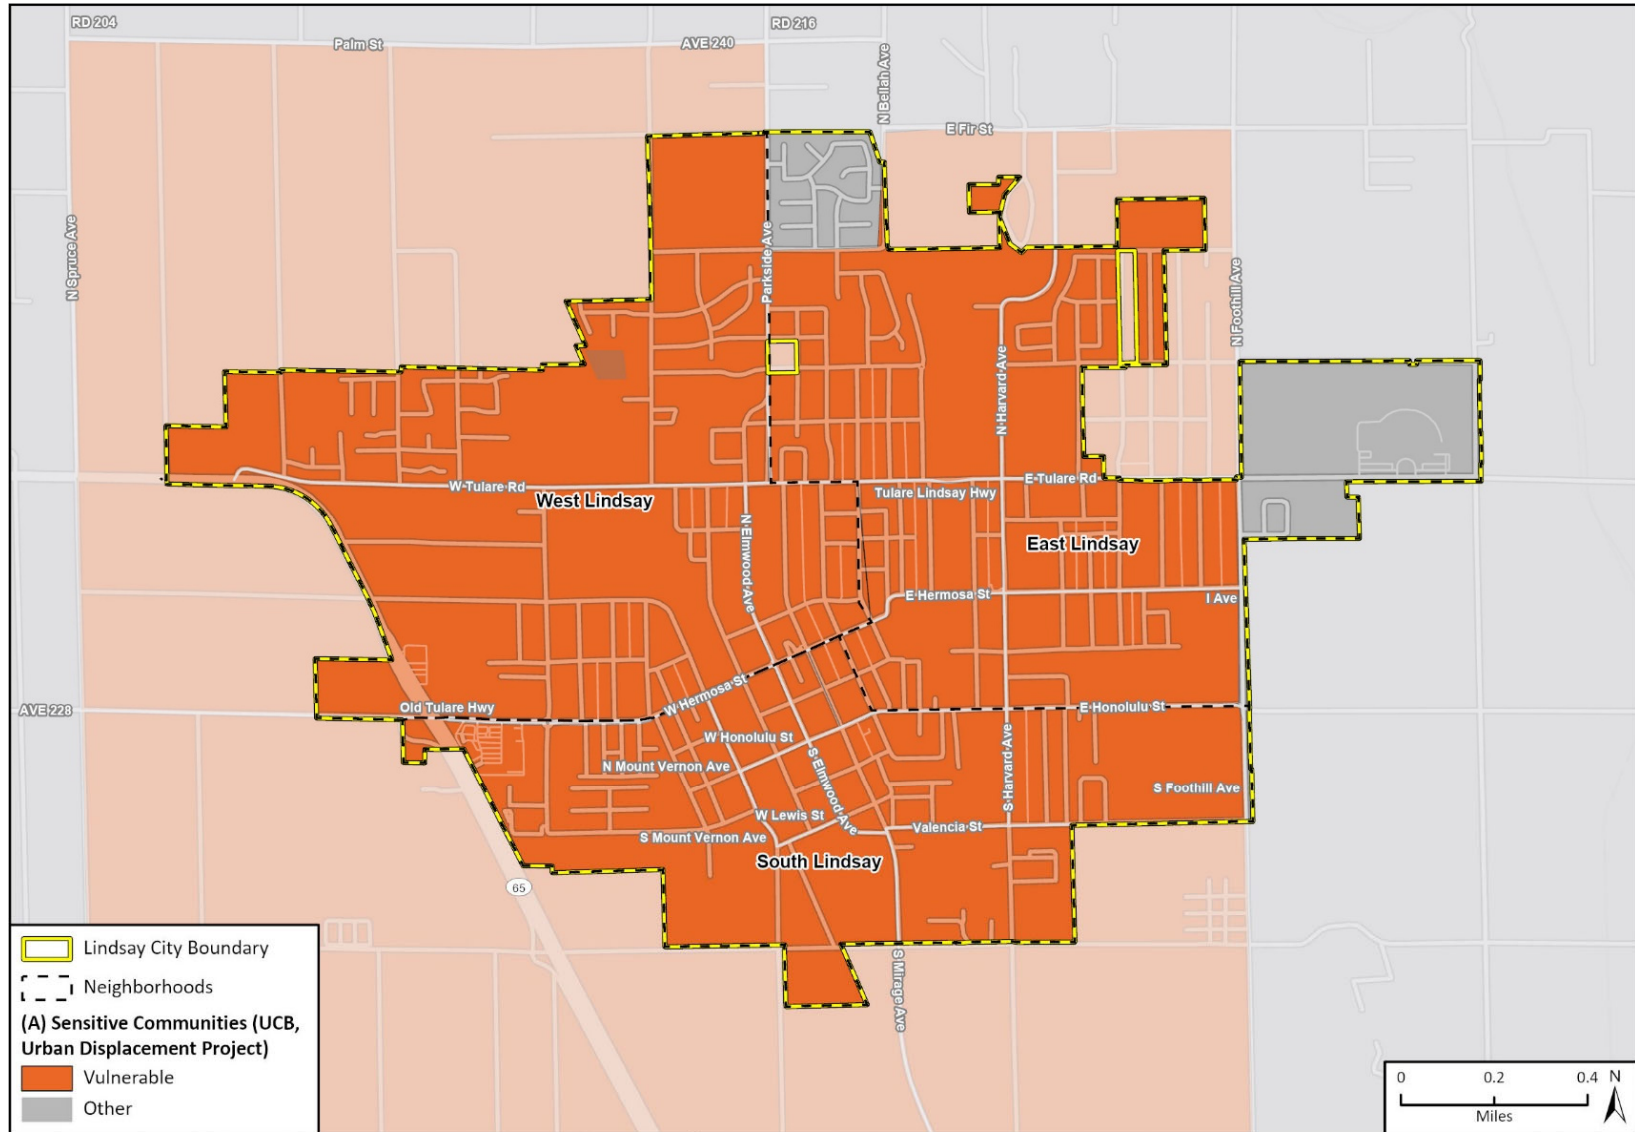 RD 204
RD 216
Palm St
AVE 240
N Bellah Ave
E Fir St
N Spruce Ave
Parkside Ave
N Foothill Ave
N Harvard Ave
W Tulare Rd
E Tulare Rd
Tulare Lindsay Hwy
West Lindsay
East Lindsay
N Elmwood Ave
E Hermosa St
I Ave
W Hermosa St
Old Tulare Hwy
AVE 228
E Honolulu St
W Honolulu St
N Mount Vernon Ave
S Elmwood Ave
S Harvard Ave
S Foothill Ave
W Lewis St
Valencia St
S Mount Vernon Ave
South Lindsay
65
S Mirage Ave
Lindsay City Boundary
Neighborhoods
(A) Sensitive Communities (UCB,
Urban Displacement Project)
Vulnerable
Other
0 0.2 0.4
Miles
N